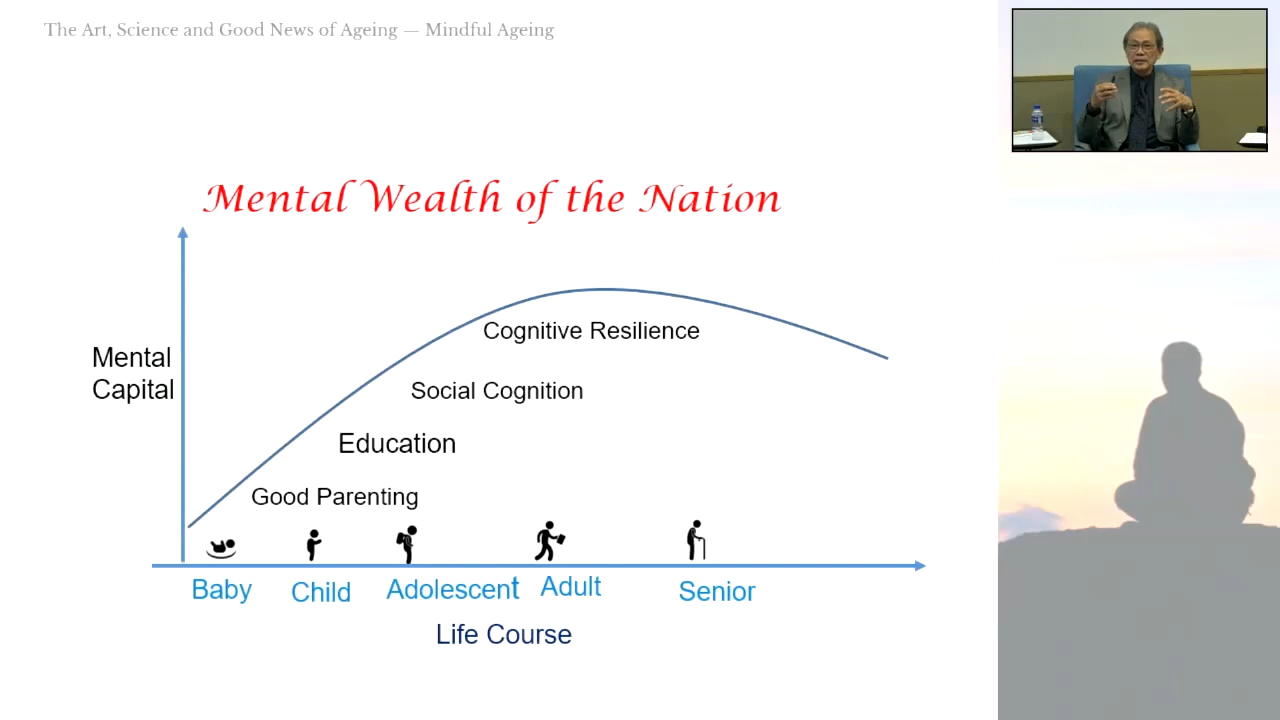 The Art, Science and Good News of Ageing — Mindful Ageing
Mental Wealth of the Nation
Mental
Capital
Cognitive Resilience
Social Cognition
Education
Good Parenting
Baby
Child
Adolescent
Adult
Senior
Life Course